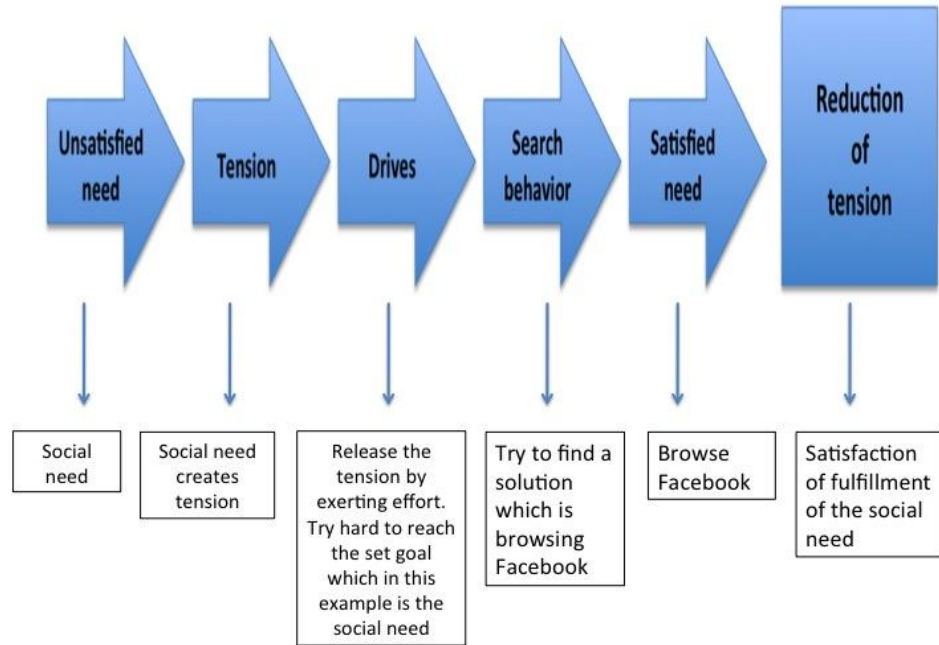 Unsatisfied
need
Tension
Drives
Search
behavior
Satisfied
need
Reduction
of
tension
Social
need
Social need
creates
tension
Release the
tension by
exerting effort.
Try hard to reach
the set goal
which in this
example is the
social need
Try to find a
solution
which is
browsing
Facebook
Browse
Facebook
Satisfaction
of fulfillment
of the social
need